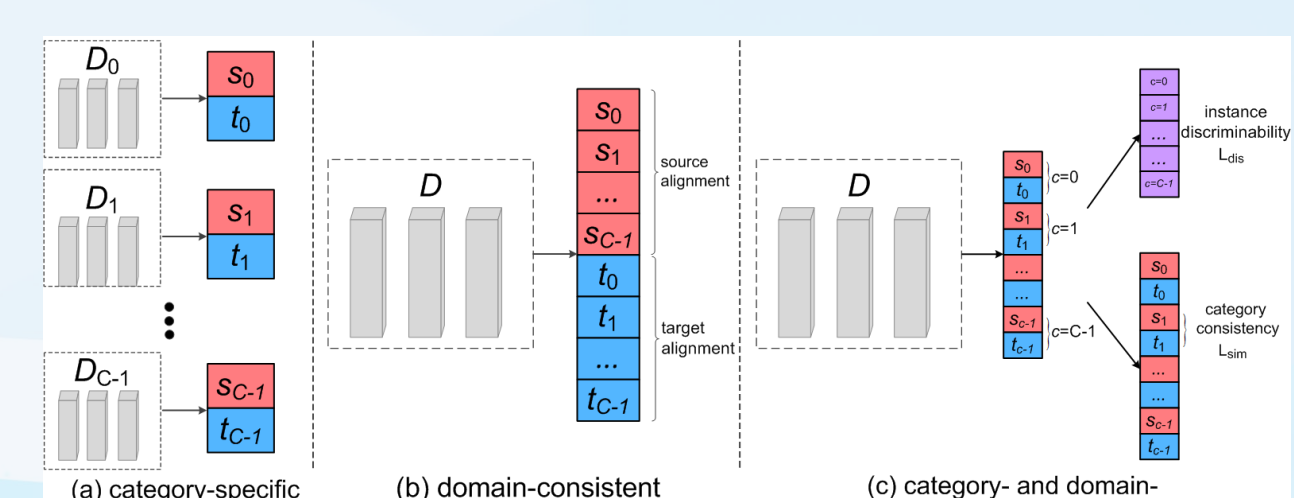 D0
s0
t0
D1
s1
t1
DC-1
sC-1
tC-1
(a) category-specific
D
s0
s1
...
sC-1
t0
t1
...
tC-1
source
alignment
target
alignment
(b) domain-consistent
D
s0
t0
s1
t1
...
...
sc-1
tc-1
c=0
c=1
c=C-1
c=0
c=1
...
...
c=C-1
instance
discriminability
Ldis
s0
t0
s1
t1
...
...
sc-1
tc-1
category
consistency
Lsim
(c) category- and domain-